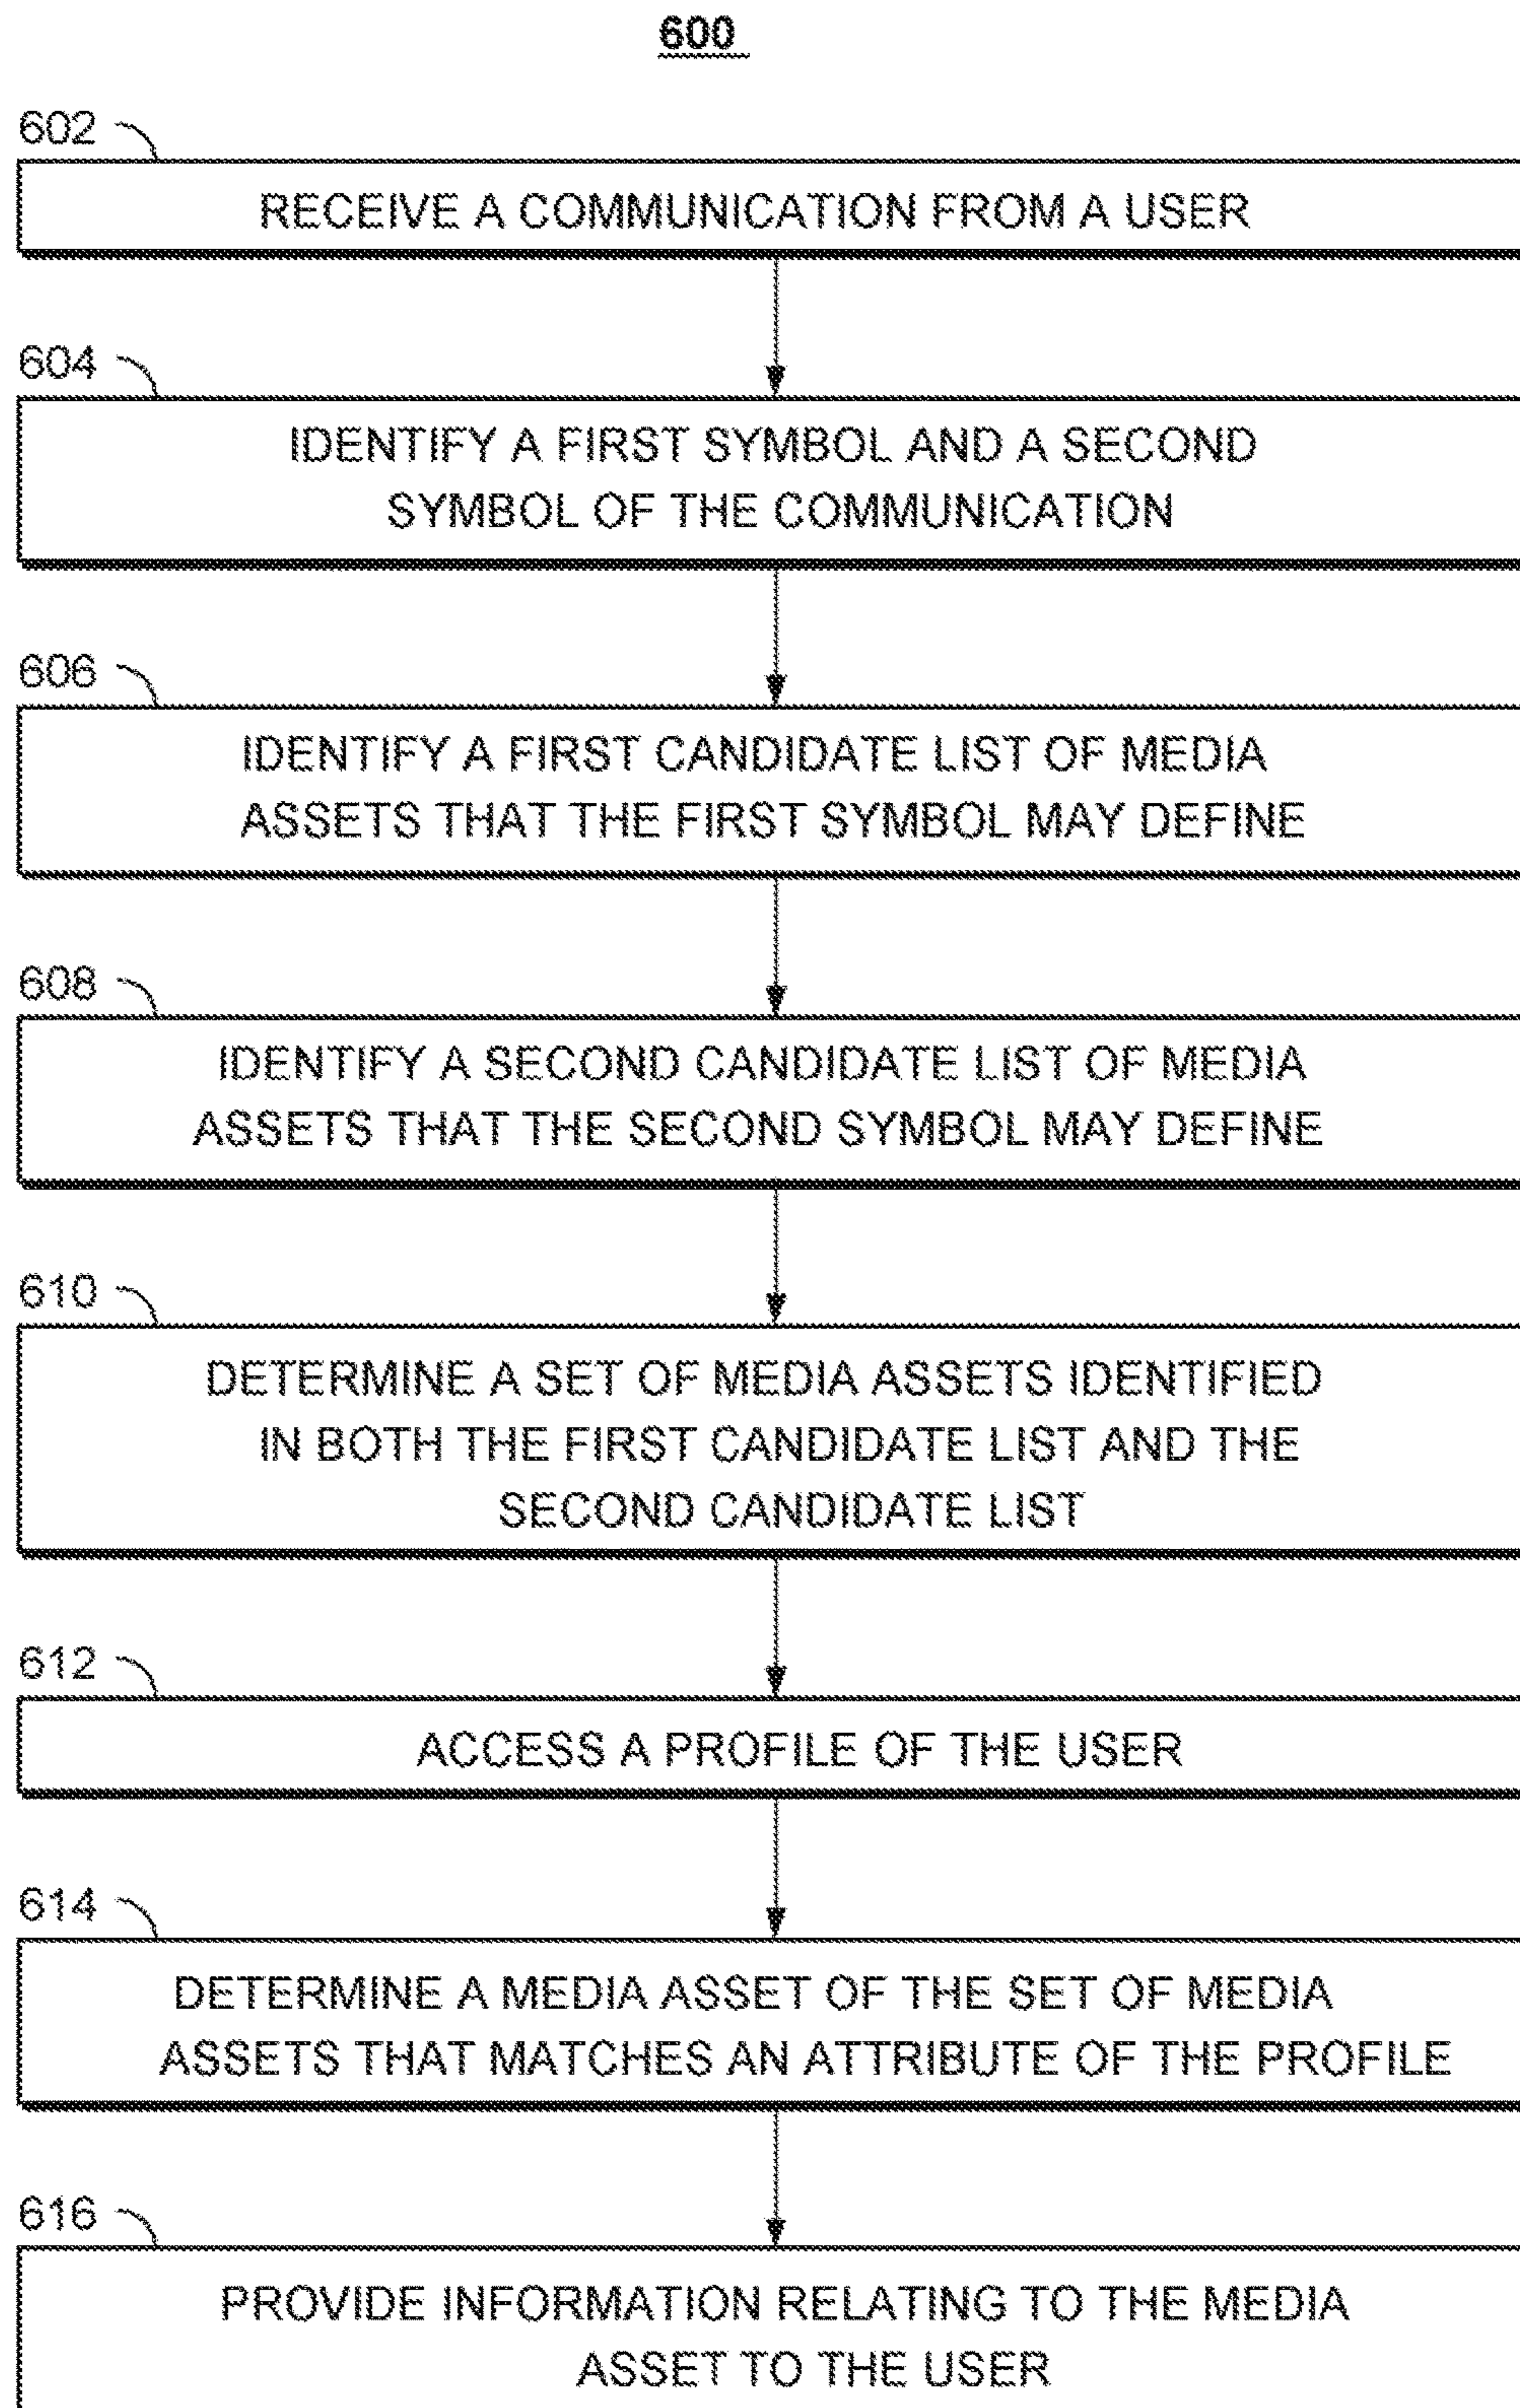 600
602
RECEIVE A COMMUNICATION FROM A USER
604
IDENTIFY A FIRST SYMBOL AND A SECOND
SYMBOL OF THE COMMUNICATION
606
IDENTIFY A FIRST CANDIDATE LIST OF MEDIA
ASSETS THAT THE FIRST SYMBOL MAY DEFINE
608
IDENTIFY A SECOND CANDIDATE LIST OF MEDIA
ASSETS THAT THE SECOND SYMBOL MAY DEFINE
610
DETERMINE A SET OF MEDIA ASSETS IDENTIFIED
IN BOTH THE FIRST CANDIDATE LIST AND THE
SECOND CANDIDATE LIST
612
ACCESS A PROFILE OF THE USER
614
DETERMINE A MEDIA ASSET OF THE SET OF MEDIA
ASSETS THAT MATCHES AN ATTRIBUTE OF THE PROFILE
616
PROVIDE INFORMATION RELATING TO THE MEDIA
ASSET TO THE USER